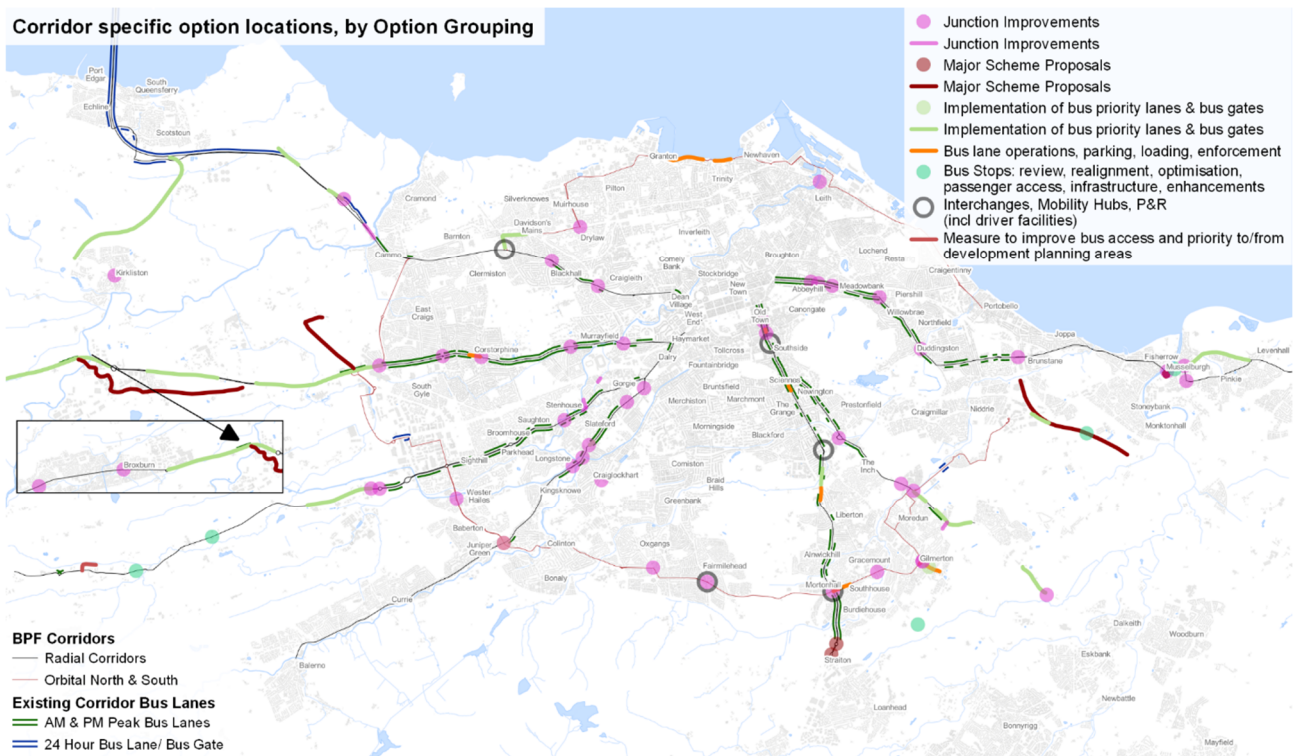 Corridor specific option locations, by Option Grouping
Junction Improvements
Junction Improvements
Major Scheme Proposals
Major Scheme Proposals
Implementation of bus priority lanes & bus gates
Implementation of bus priority lanes & bus gates
Bus lane operations, parking, loading, enforcement
Bus Stops: review, realignment, optimisation,
passenger access, infrastructure, enhancements
Interchanges, Mobility Hubs, P&R
(incl driver facilities)
Measure to improve bus access and priority to/from
development planning areas
Port
Edgar
South
Queensferry
Echline
Scotstoun
Kirkliston
Cramond
Cammo
Barnton
Silverknowes
Davidson's
Mains
Muirhouse
Pilton
Granton
Trinity
Newhaven
Leith
Drylaw
Inverleith
Clermiston
Blackhall
Craigleith
Comely
Bank
Stockbridge
Broughton
Lochend
Resta
Craigentinny
Portobello
Joppa
New
Town
Abbeyhill
Meadowbank
Piershill
Dean
Village
West
End
Old
Town
Canongate
Willowbrae
Northfield
Duddingston
Brunstane
Fisherrow
Musselburgh
Levenhall
Pinkie
Stoneybank
Monktonhall
East
Craigs
Corstorphine
Murrayfield
Haymarket
Dalry
Tollcross
Southside
Fountainbridge
South
Gyle
Gorgie
Merchiston
Bruntsfield
Marchmont
Sciennes
Newington
The
Grange
Prestonfield
Craigmillar
Niddrie
Stenhouse
Saughton
Slateford
Broomhouse
Parkhead
Longstone
Sighthill
Morningside
Blackford
Craiglockhart
Comiston
Braid
Hills
The
Inch
Kingsknowe
Greenbank
Wester
Hailes
Liberton
Moredun
Baberton
Juniper
Green
Colinton
Oxgangs
Bonaly
Fairmilehead
Alnwickhill
Gracemount
Gilmerton
Mortonhall
Southhouse
Burdiehouse
Straiton
Currie
Balerno
Broxburn
Dalkeith
Woodburn
Eskbank
Newbattle
Loanhead
Bonnyrigg
Mayfield
BPF Corridors
Radial Corridors
Orbital North & South
Existing Corridor Bus Lanes
AM & PM Peak Bus Lanes
24 Hour Bus Lane/ Bus Gate